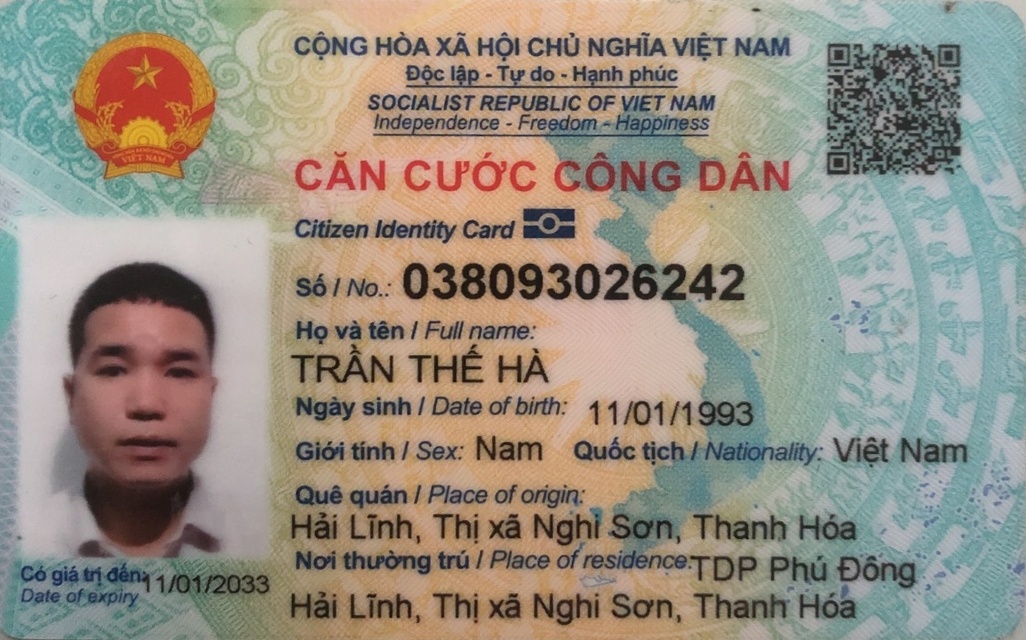 CỘNG HÒA XÃ HỘI CHỦ NGHĨA VIỆT NAM
Độc lập - Tự do - Hạnh phúc
SOCIALIST REPUBLIC OF VIET NAM
Independence - Freedom - Happiness
CĂN CƯỚC CÔNG DÂN
Citizen Identity Card
Số / No.: 038093026242
Họ và tên / Full name:
TRẦN THẾ HÀ
Ngày sinh / Date of birth: 11/01/1993
Giới tính / Sex: Nam Quốc tịch / Nationality: Việt Nam
Quê quán / Place of origin:
Hải Lĩnh, Thị xã Nghi Sơn, Thanh Hóa
Nơi thường trú / Place of residence: TDP Phú Đông
Hải Lĩnh, Thị xã Nghi Sơn, Thanh Hóa
Có giá trị đến: 11/01/2033
Date of expiry
VIỆT NAM